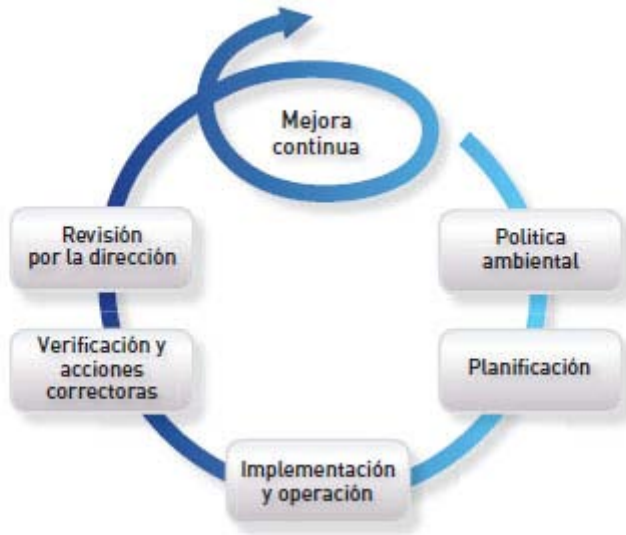 Mejora
continua
Politica
ambiental
Planificación
Implementación
y operación
Verificación y
acciones
correctoras
Revisión
por la dirección